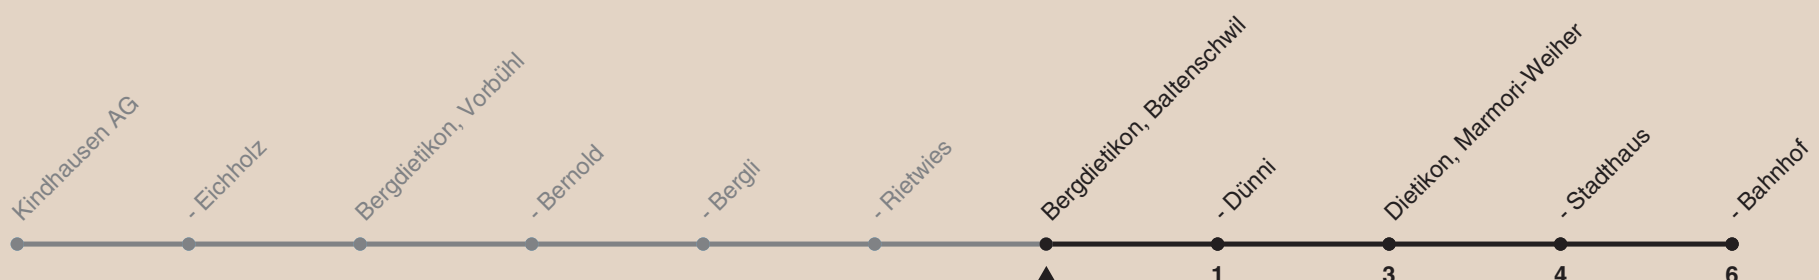 Kindhausen AG
- Eichholz
Bergdietikon, Vorbühl
- Bernold
- Bergli
- Rietwies
Bergdietikon, Baltenschwil
- Dünni
Dietikon, Marmori-Weiher
- Stadthaus
- Bahnhof
1 3 4 6